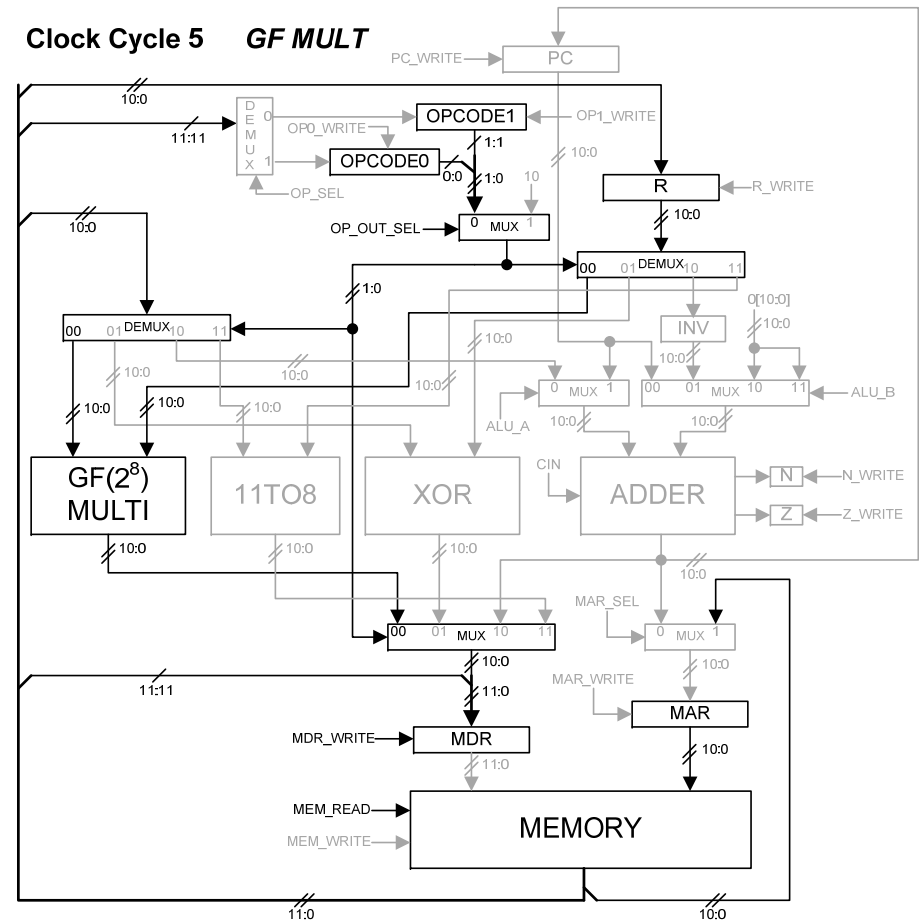 Clock Cycle 5 GF MULT
PC_WRITE
PC
10:0
DEMUX
0
1
11:11
OPCODE1
OP1_WRITE
OP0_WRITE
1:1
10:0
OPCODE0
0:0
1:0
10
OP_SEL
R
R_WRITE
10:0
OP_OUT_SEL
0
MUX
1
10:0
00
01
DEMUX
10
11
1:0
0[10:0]
00
01
DEMUX
10
11
10:0
INV
10:0
10:0
10:0
10:0
10:0
0
MUX
1
00
01
MUX
10
11
ALU_B
10:0
10:0
10:0
ALU_A
10:0
10:0
GF(2^8)
MULTI
11TO8
XOR
CIN
ADDER
N
N_WRITE
Z
Z_WRITE
10:0
10:0
10:0
10:0
MAR_SEL
00
01
MUX
10
11
0
MUX
1
10:0
10:0
11:11
11:0
MAR_WRITE
MAR
MDR_WRITE
MDR
10:0
11:0
MEM_READ
MEM_WRITE
MEMORY
11:0
10:0